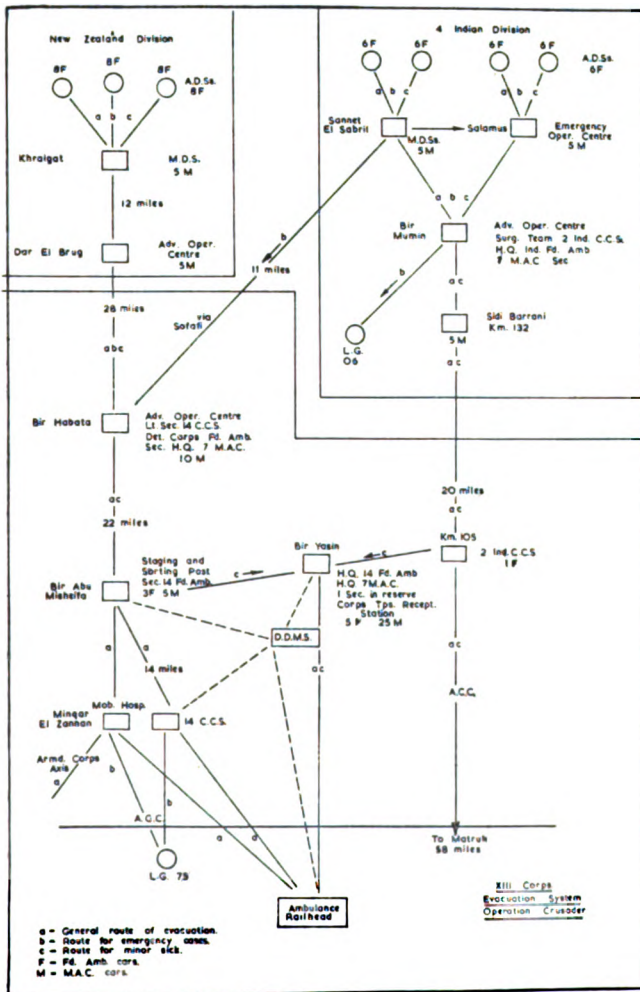 New Zealand Division
8F
8F
8F
A.D.Ss.
8F
a b c
Khraigat
M.D.S.
5 M
12 miles
Dar El Brug
Adv. Oper.
Centre
5M
28 miles
abc
4 Indian Division
6F
6F
6F
6F
A.D.Ss.
6F
a b c
a b c
Sannet
El Sabril
M.D.Ss.
5 M
Salamus
Emergency
Oper. Centre
5 M
a b c
Bir
Mumin
Adv. Oper. Centre
Surg. Team 2 Ind. C.C.S.
H.Q. Ind. Fd. Amb
7 M.A.C. Sec
b
b
11 miles
via
Sofafi
ac
L.G.
06
Sidi Barrani
Km. 132
5 M
ac
Bir Habata
Adv. Oper. Centre
Lt. Sec. 14 C.C.S.
Det. Corps Fd. Amb.
Sec. H.Q. 7 M.A.C.
10 M
ac
22 miles
20 miles
ac
Km. 105
2 Ind. C.C.S
1 F
Bir Abu
Misheifa
Staging and
Sorting Post
Sec. 14 Fd. Amb.
3F 5M
c
Bir Yasin
c
H.Q. 14 Fd. Amb
H.Q. 7 M.A.C.
1 Sec. in reserve
Corps Tps. Recept.
Station
5 F 25 M
D.D.M.S.
ac
ac
A.C.C.
a
a
14 miles
Mob. Hosp.
Minqar
El Zannan
14 C.C.S.
Armd. Corps
Axis
a
b
b
A.G.C.
a
a
L.G. 75
To Matruh
58 miles
Ambulance
Railhead
XIII Corps
Evacuation System
Operation Crusader
a - General route of evacuation.
b - Route for emergency cases.
c - Route for minor sick.
F - Fd. Amb. cars.
M - M.A.C. cars.